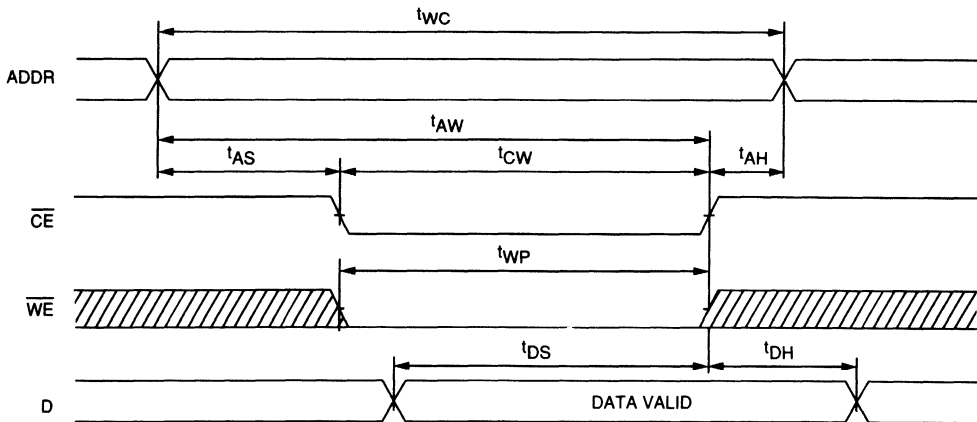 tWC
ADDR
tAW
tAS tCW tAH
CE
tWP
WE
tDS tDH
D DATA VALID